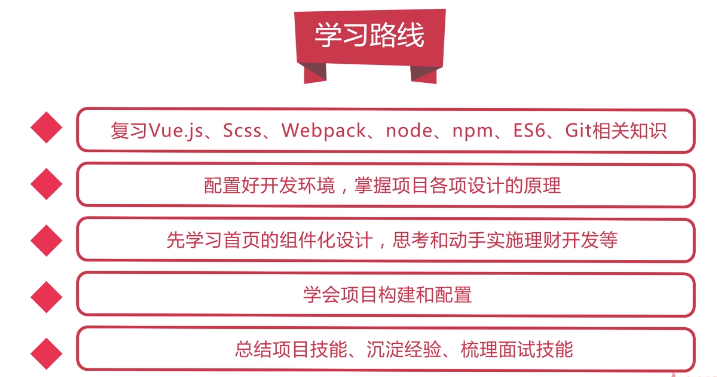 学习路线
复习Vue.js、Scss、Webpack、node、npm、ES6、Git相关知识
配置好开发环境，掌握项目各项设计的原理
先学习首页的组件化设计，思考和动手实施理财开发等
学会项目构建和配置
总结项目技能、沉淀经验、梳理面试技能